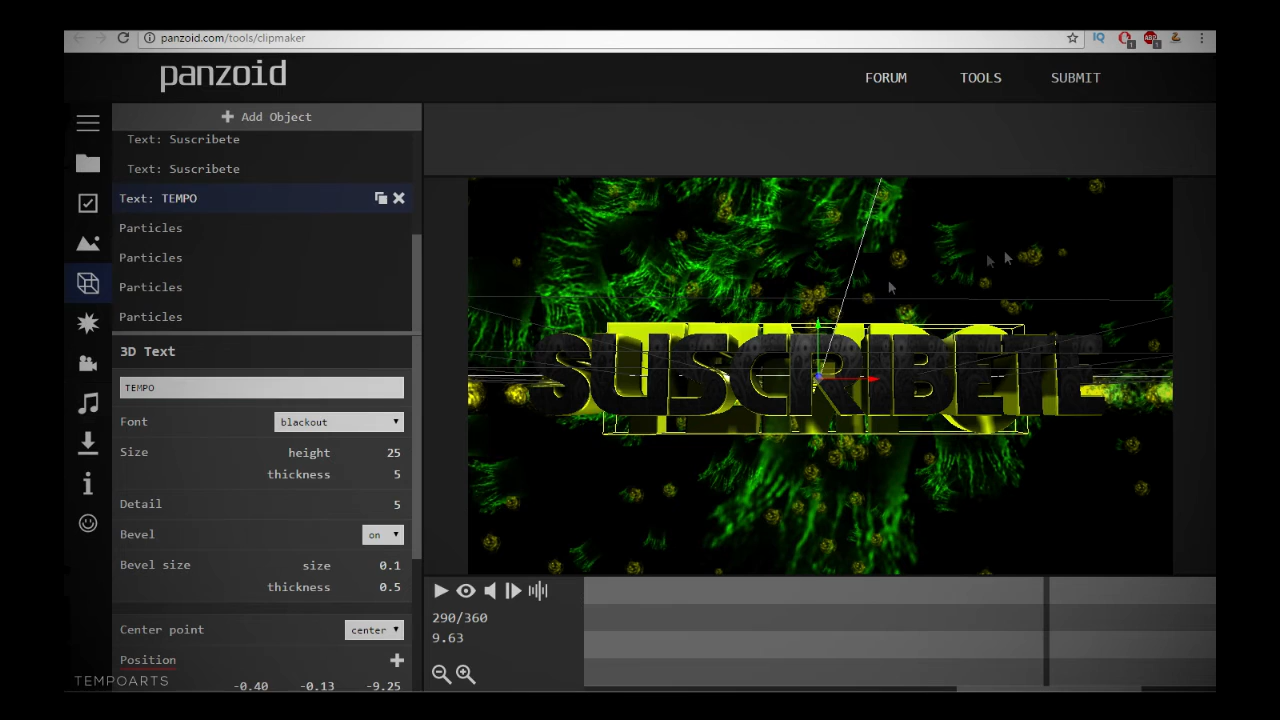 panzoid.com/tools/clipmaker
panzoid
FORUM TOOLS SUBMIT
Add Object
Text: Suscribete
Text: Suscribete
Text: TEMPO
Particles
Particles
Particles
Particles
3D Text
TEMPO
Font blackout
Size height 25
thickness 5
Detail 5
Bevel on
Bevel size size 0.1
thickness 0.5
Center point center
Position
-0.40 -0.13 -9.25
TEMPOARTS
SUSCRIBETE
290/360
9.63